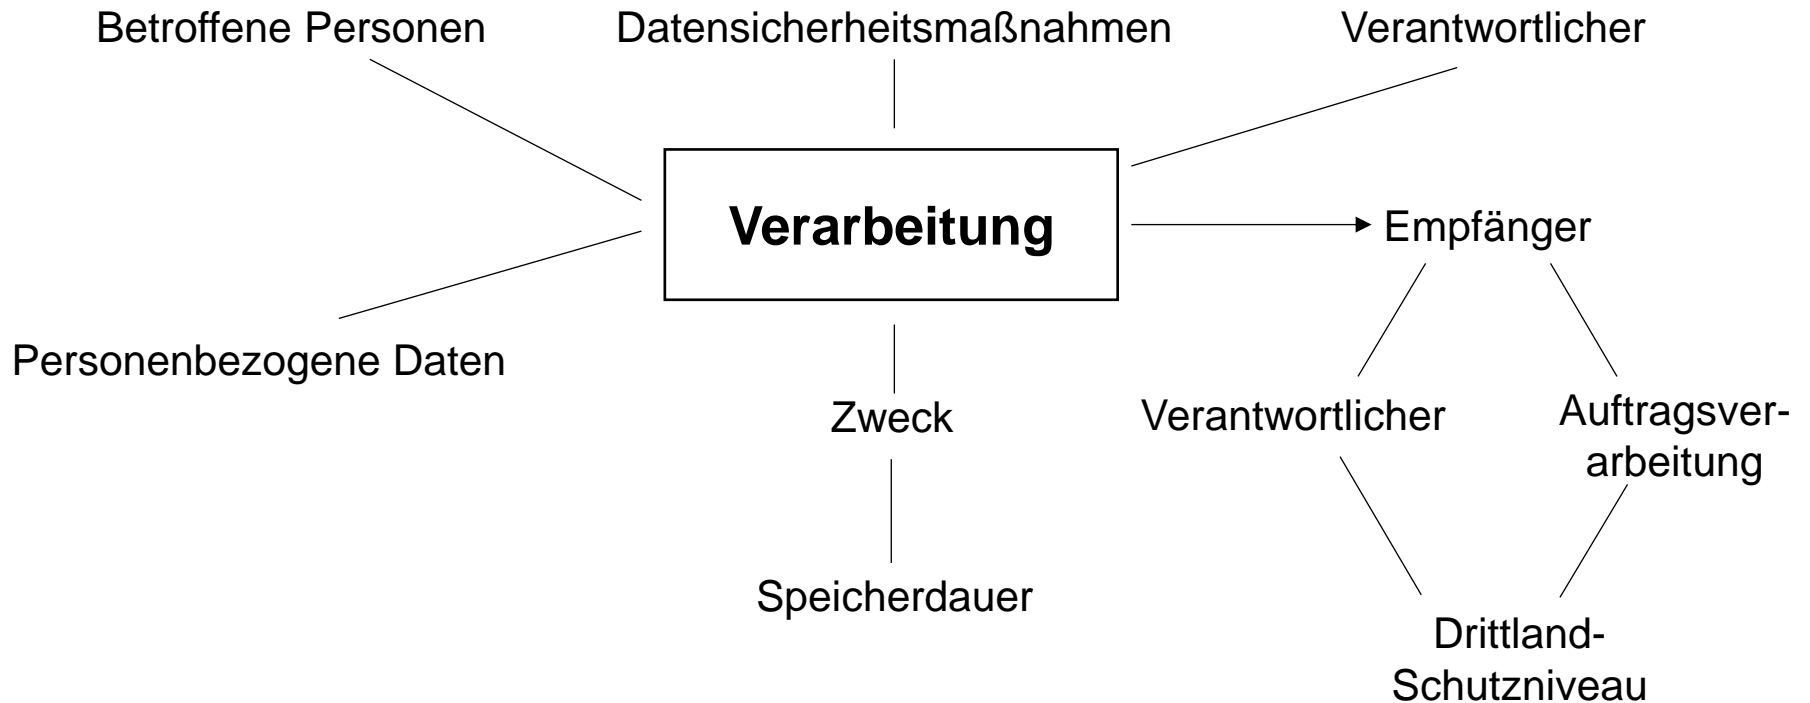 Betroffene Personen
Datensicherheitsmaßnahmen
Verantwortlicher
Verarbeitung
Empfänger
Personenbezogene Daten
Zweck
Verantwortlicher
Auftragsver-
arbeitung
Speicherdauer
Drittland-
Schutzniveau